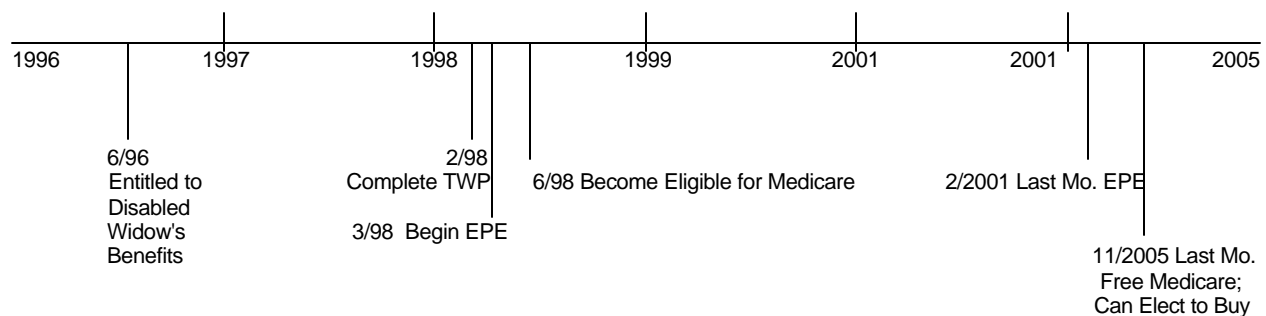 1996 1997 1998 1999 2001 2001 2005
6/96
Entitled to
Disabled
Widow's
Benefits
2/98
Complete TWP
3/98 Begin EPE
6/98 Become Eligible for Medicare
2/2001 Last Mo. EPE
11/2005 Last Mo.
Free Medicare;
Can Elect to Buy